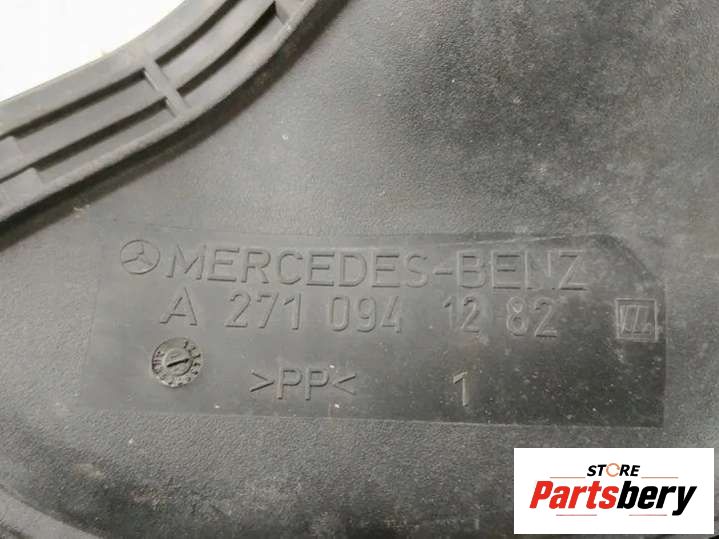 MERCEDES-BENZ
A 271 094 12 82
>PP< 1
STORE
Partsbery